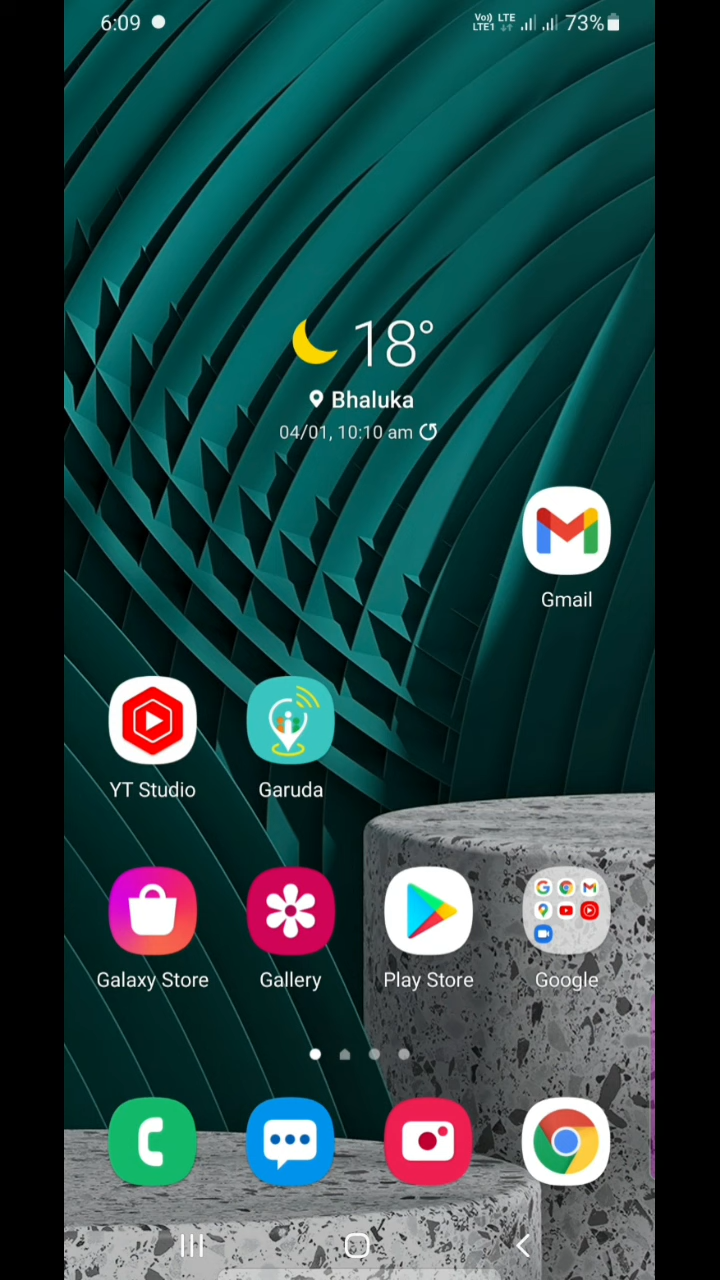 6:09
Vo)) LTE
LTE1
73%
18°
Bhaluka
04/01, 10:10 am
Gmail
YT Studio
Garuda
Galaxy Store
Gallery
Play Store
Google